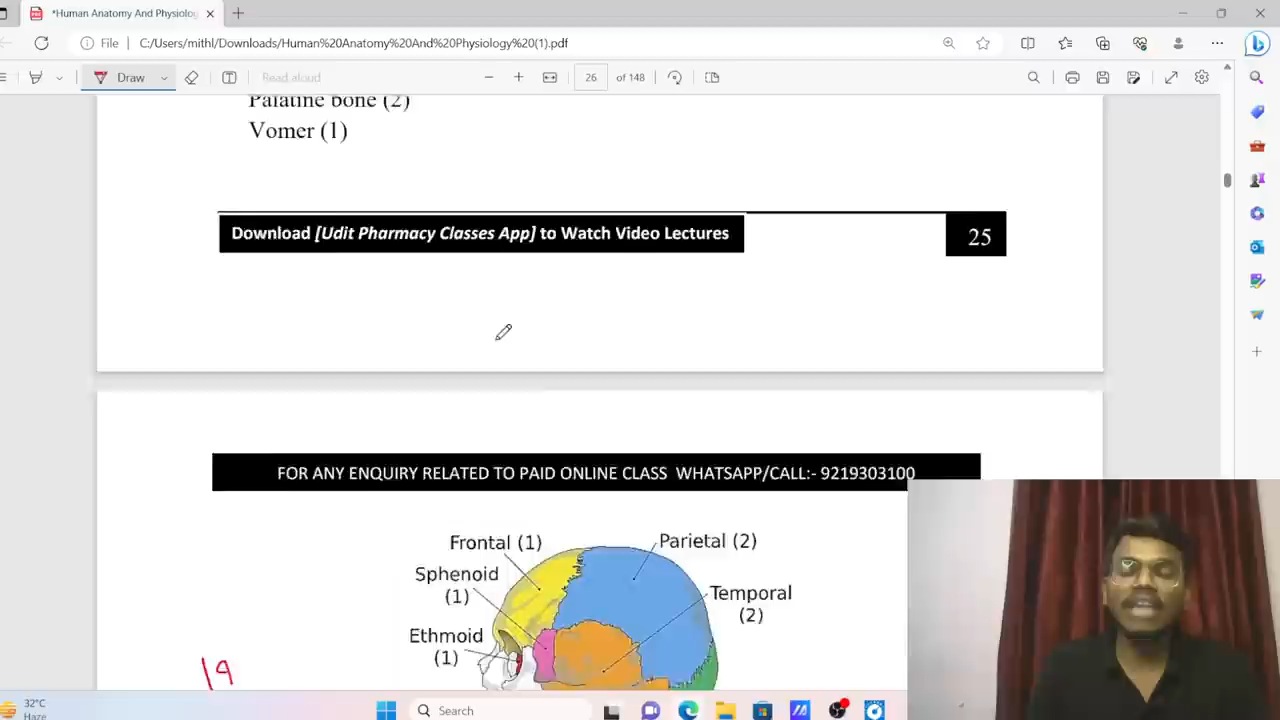 *Human Anatomy And Physiolog
File C:/Users/mithl/Downloads/Human%20Anatomy%20And%20Physiology%20(1).pdf
Draw Read aloud 26 of 148
Palatine bone (2)
Vomer (1)
Download [Udit Pharmacy Classes App] to Watch Video Lectures 25
FOR ANY ENQUIRY RELATED TO PAID ONLINE CLASS WHATSAPP/CALL:- 9219303100
Frontal (1)
Parietal (2)
Sphenoid
(1)
Temporal
(2)
Ethmoid
(1)
19
32°C
Haze
Search